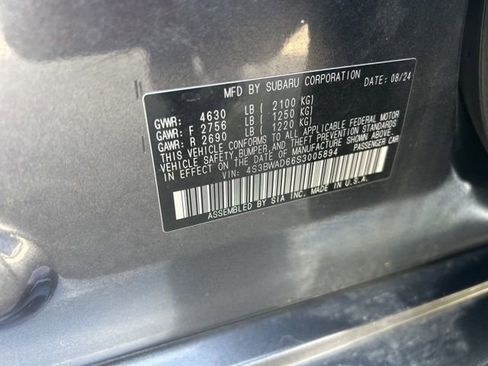 MFD BY SUBARU CORPORATION DATE: 08/24
GVWR: 4630 LB ( 2100 KG)
GAWR: F 2756 LB ( 1250 KG)
GAWR: R 2690 LB ( 1220 KG)
THIS VEHICLE CONFORMS TO ALL APPLICABLE FEDERAL MOTOR
VEHICLE SAFETY,BUMPER,AND THEFT PREVENTION STANDARDS
IN EFFECT ON THE DATE OF MANUFACTURE SHOWN ABOVE.
VIN: 4S3BWAD66S3005894 PASSENGER CAR
ASSEMBLED BY SIA INC. MADE IN U.S.A.